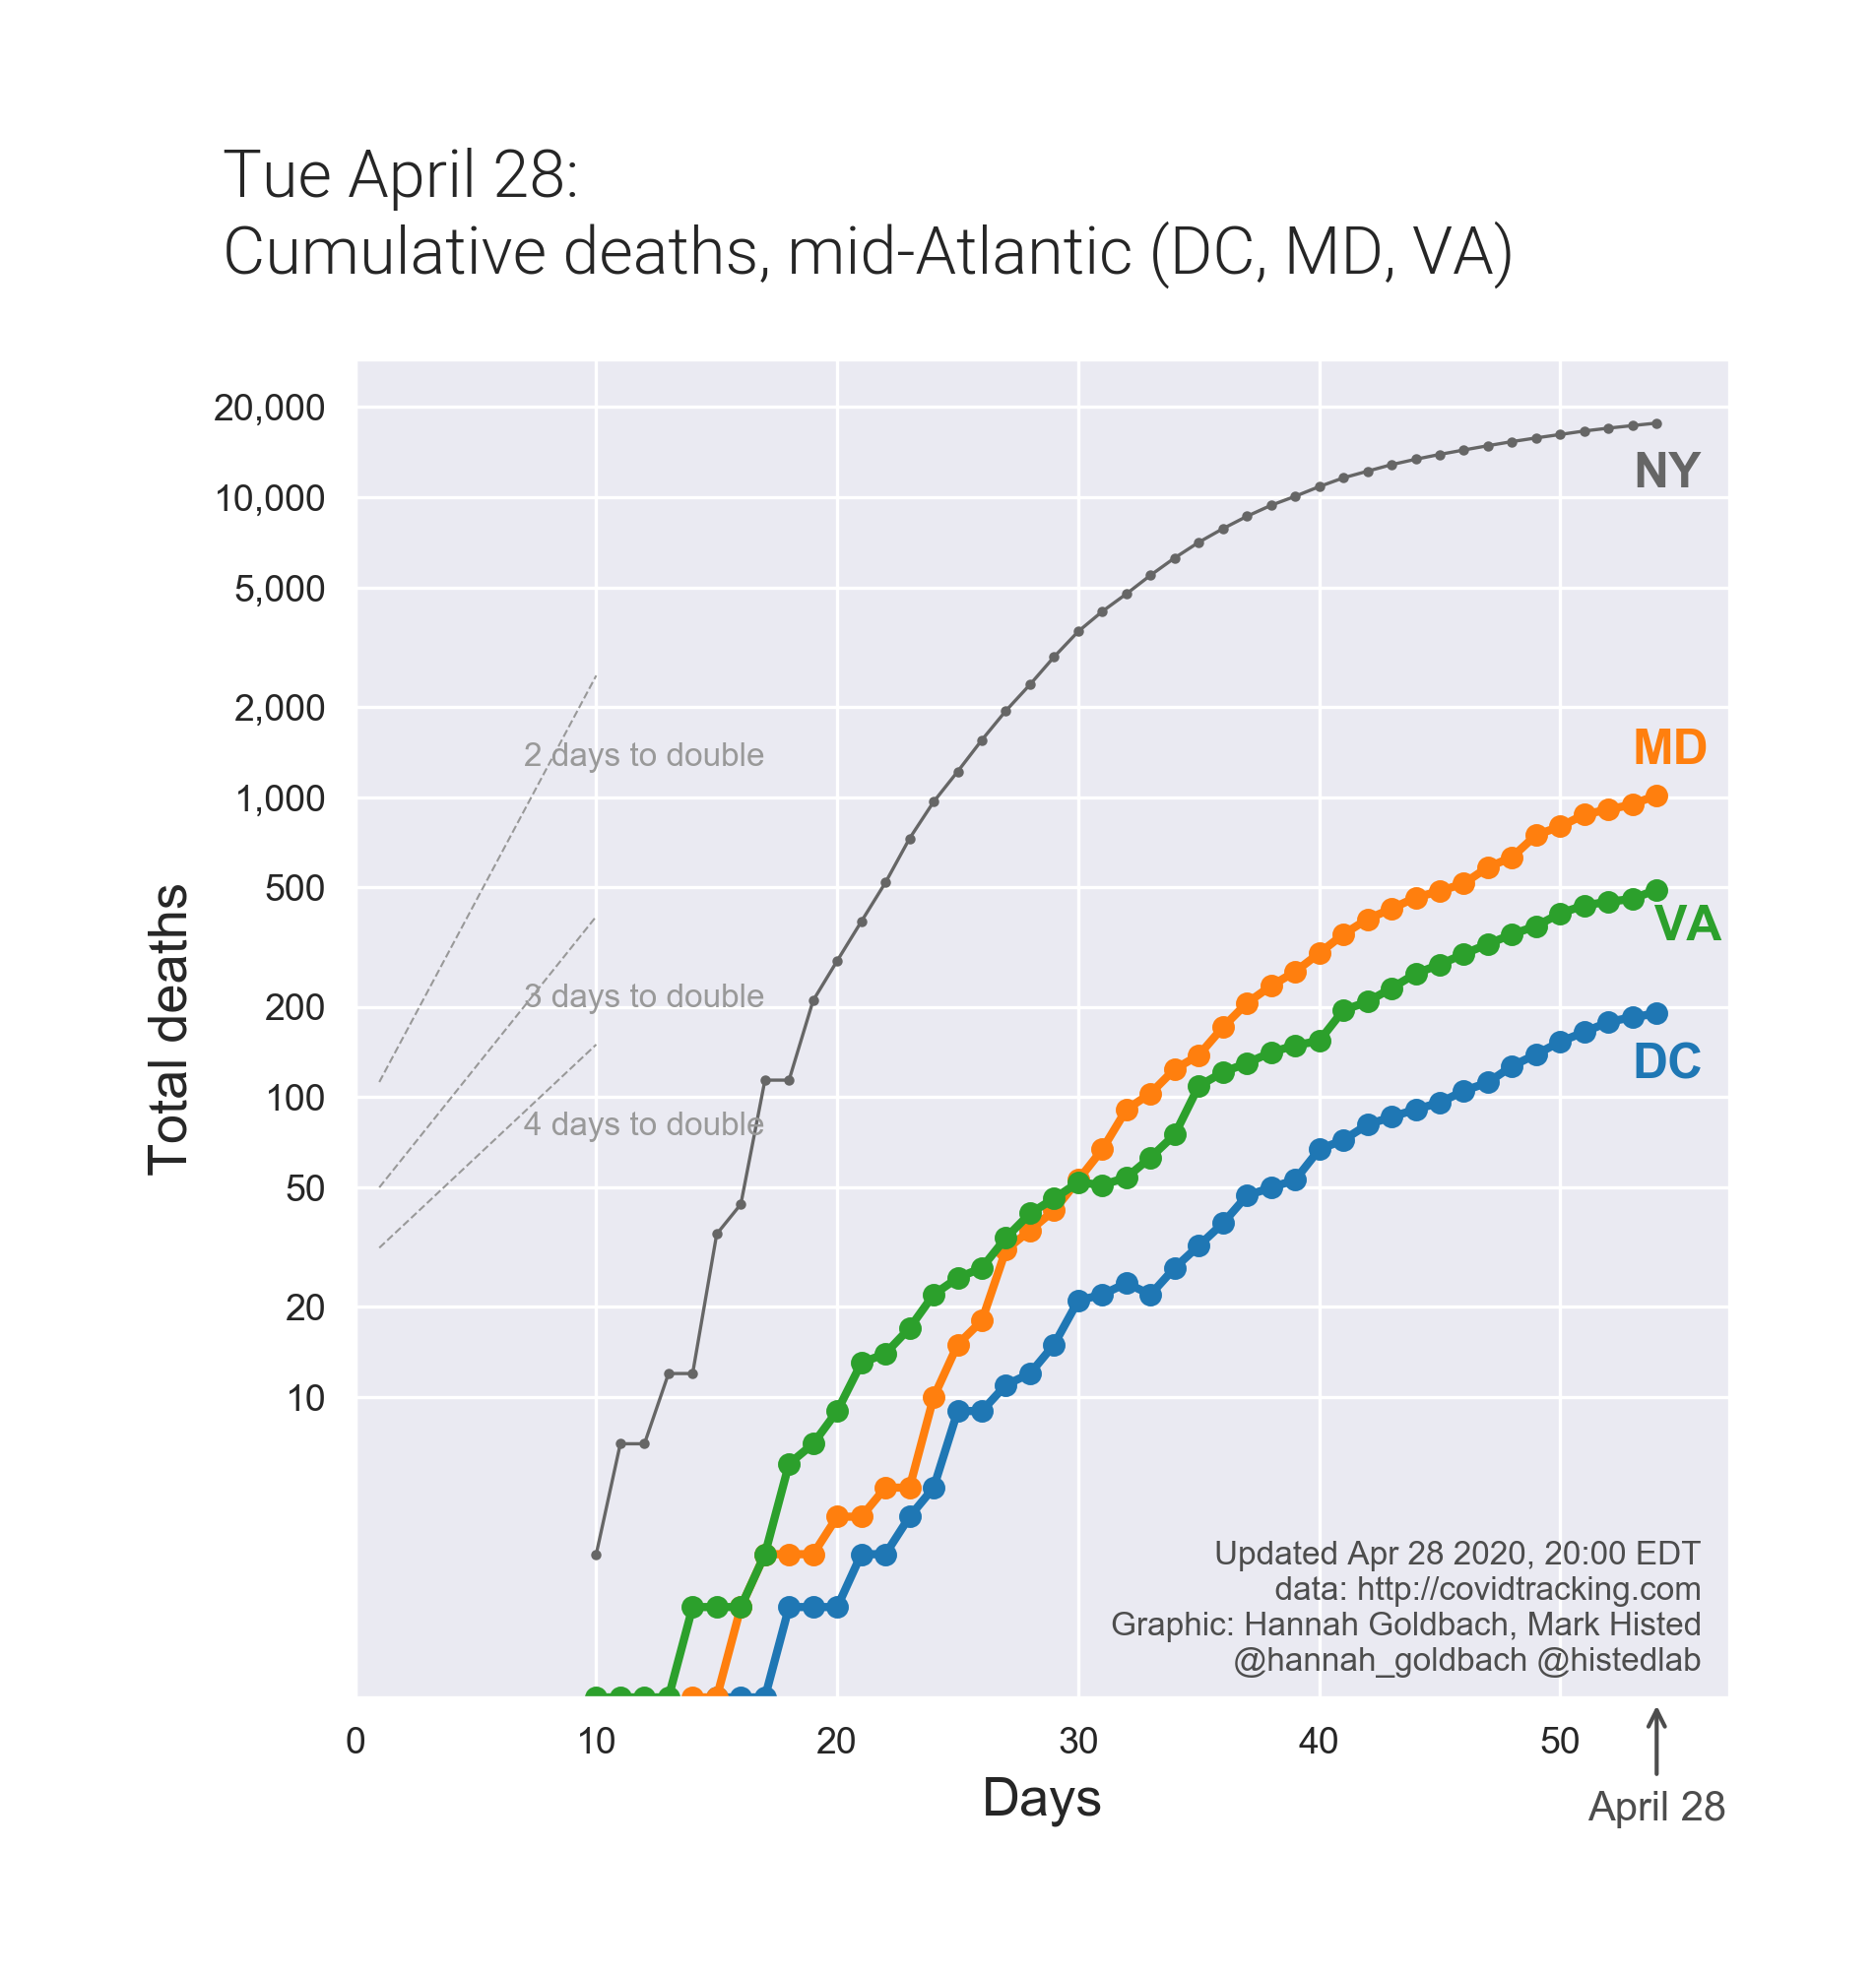 Tue April 28:
Cumulative deaths, mid-Atlantic (DC, MD, VA)
20,000
10,000
5,000
2,000
1,000
500
200
100
50
20
10
Total deaths
2 days to double
3 days to double
4 days to double
NY
MD
VA
DC
Updated Apr 28 2020, 20:00 EDT
data: http://covidtracking.com
Graphic: Hannah Goldbach, Mark Histed
@hannah_goldbach @histedlab
0 10 20 30 40 50
Days
April 28